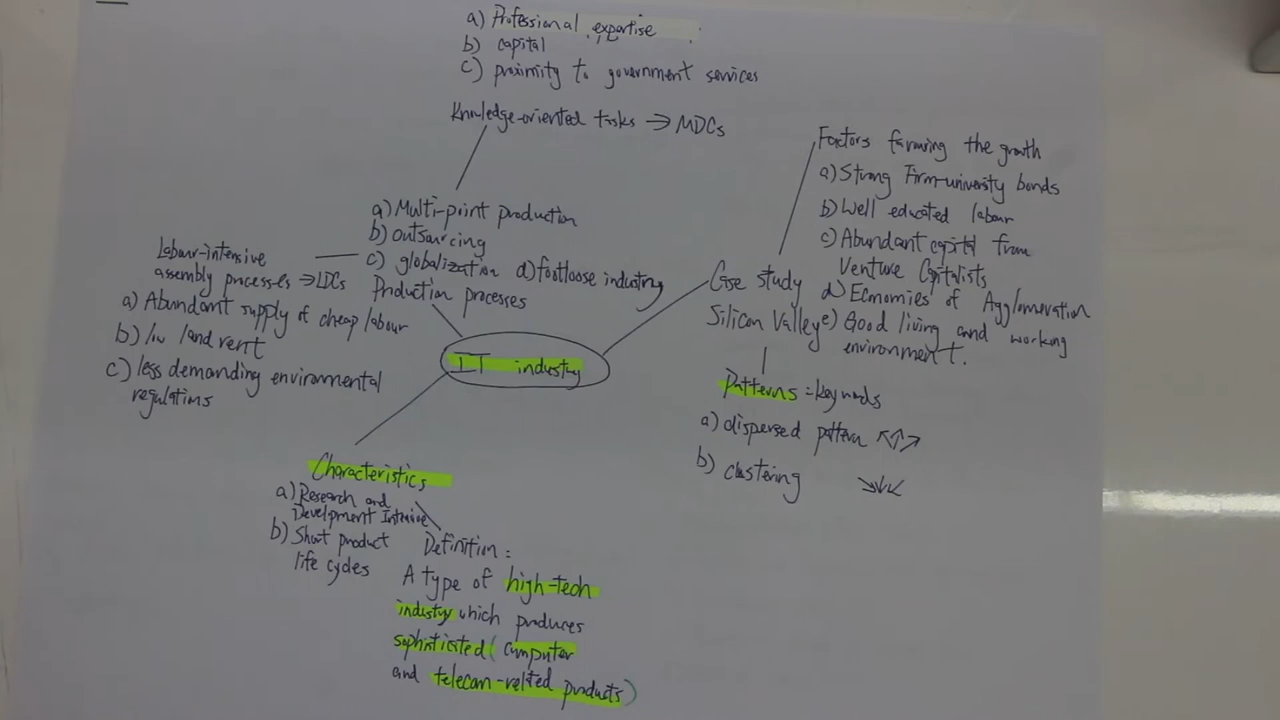 a) Professional expertise
b) capital
c) proximity to government services
Knowledge-oriented tasks → MDCs
a) Multi-point production
b) outsourcing
c) globalization d) footloose industry
Production processes
Labour-intensive
assembly processes → LDCs
a) Abundant supply of cheap labour
b) low land rent
c) less demanding environmental
regulations
IT industry
Factors favouring the growth
a) Strong Firm-university bonds
b) Well educated labour
c) Abundant capital from
Venture Capitalists
d) Economies of Agglomeration
e) Good living and working
environment.
Case study
Silicon Valley
Patterns = keywords
a) dispersed pattern ↖↑↗
b) clustering ↘↓↙
Characteristics
a) Research and
Development Intensive
b) Short product
life cycles
Definition :
A type of high-tech
industry which produces
sophisticated ( computer
and telecom-related products )